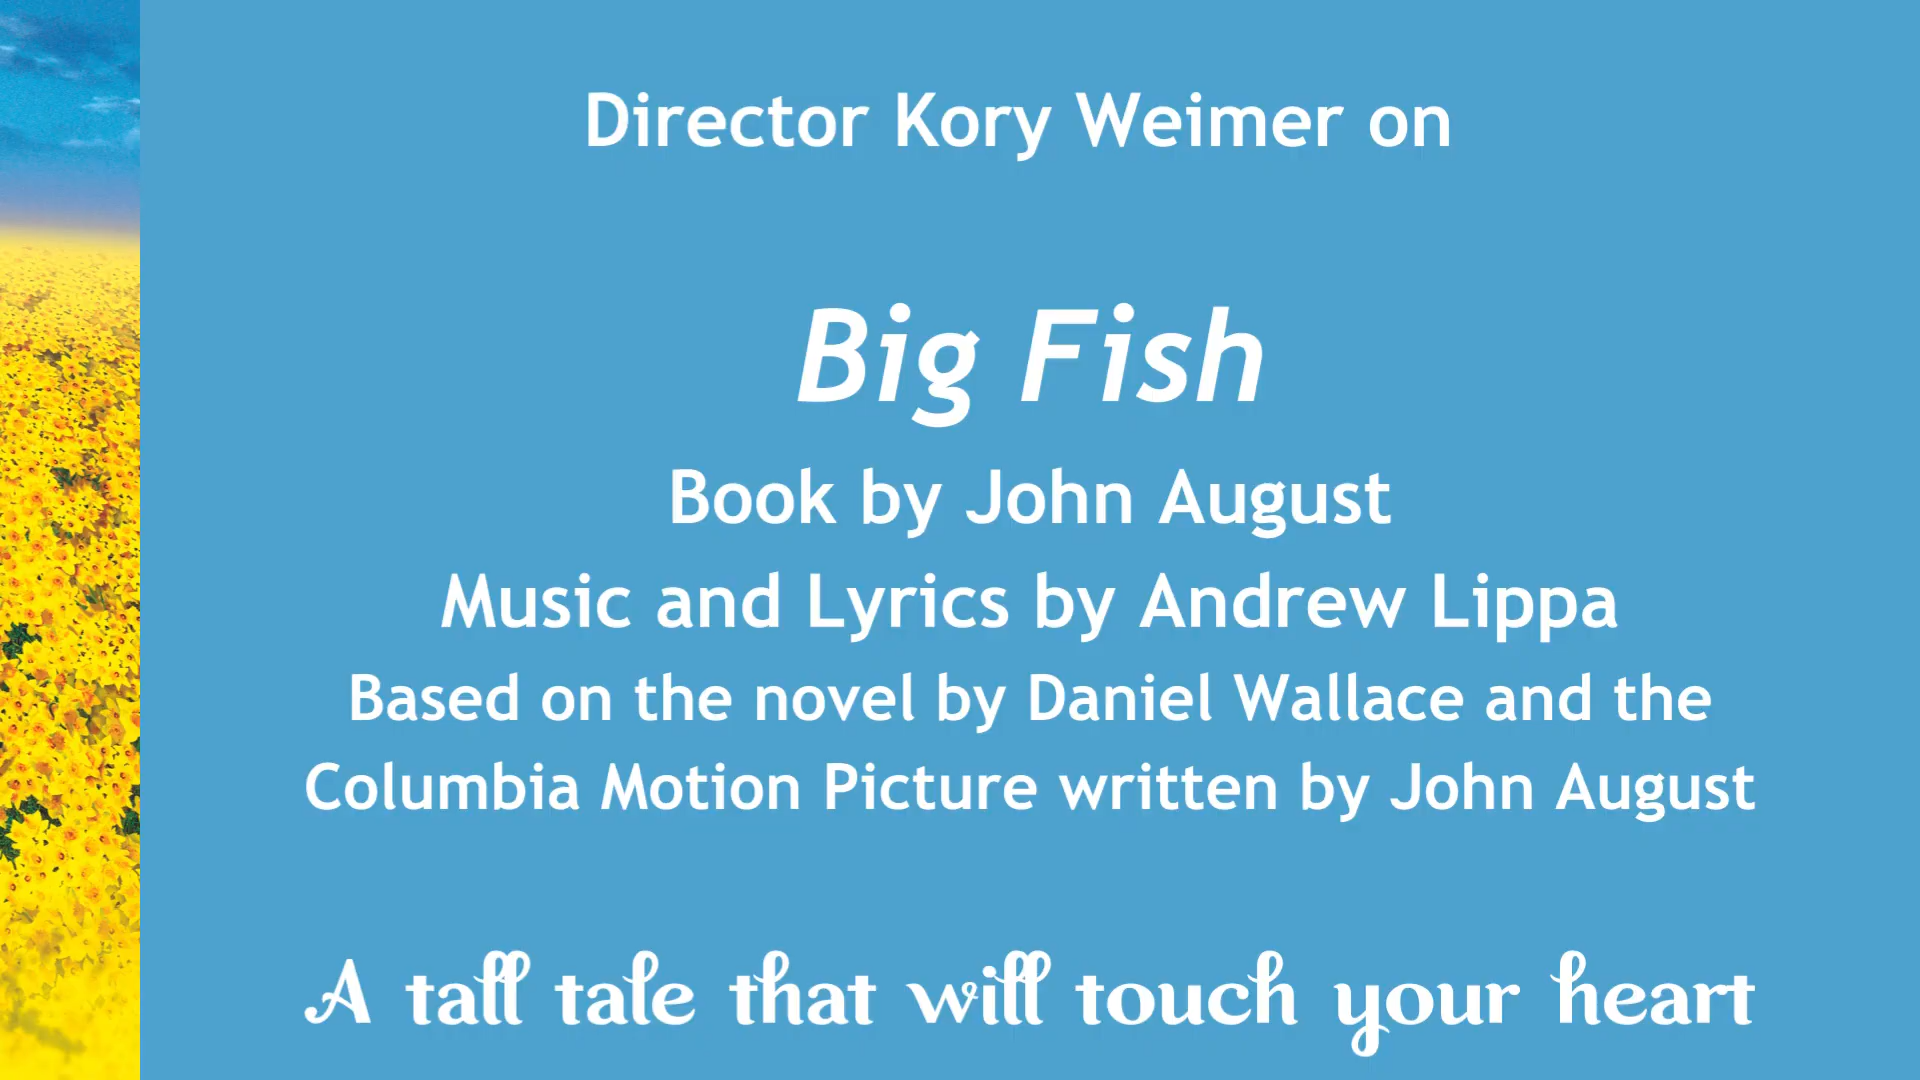 Director Kory Weimer on
Big Fish
Book by John August
Music and Lyrics by Andrew Lippa
Based on the novel by Daniel Wallace and the
Columbia Motion Picture written by John August
A tall tale that will touch your heart